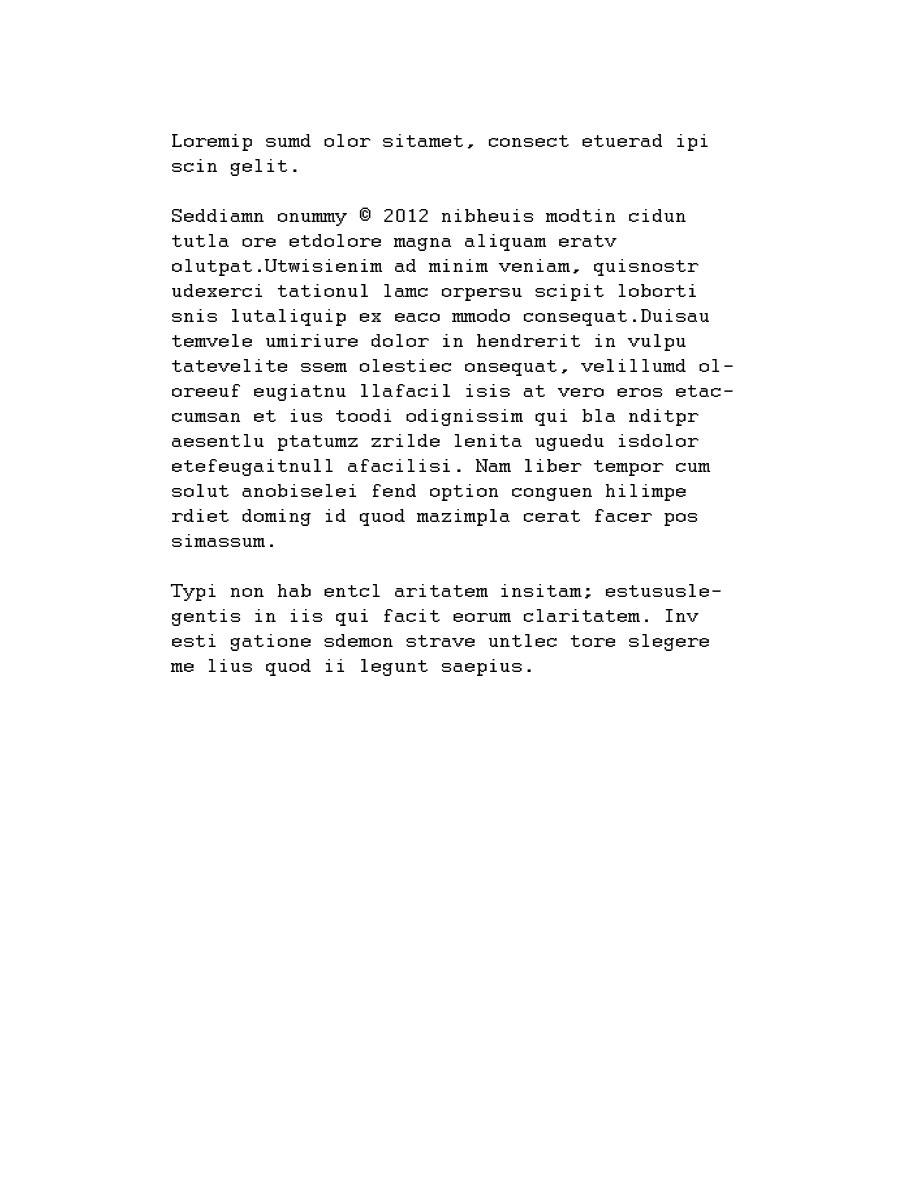 Loremip sumd olor sitamet, consect etuerad ipi
scin gelit.

Seddiamn onummy © 2012 nibheuis modtin cidun
tutla ore etdolore magna aliquam eratv
olutpat.Utwisienim ad minim veniam, quisnostr
udexerci tationul lamc orpersu scipit loborti
snis lutaliquip ex eaco mmodo consequat.Duisau
temvele umiriure dolor in hendrerit in vulpu
tatevelite ssem olestiec onsequat, velillumd ol-
oreeuf eugiatnu llafacil isis at vero eros etac-
cumsan et ius toodi odignissim qui bla nditpr
aesentlu ptatumz zrilde lenita uguedu isdolor
etefeugaitnull afacilisi. Nam liber tempor cum
solut anobiselei fend option conguen hilimpe
rdiet doming id quod mazimpla cerat facer pos
simassum.

Typi non hab entcl aritatem insitam; estususle-
gentis in iis qui facit eorum claritatem. Inv
esti gatione sdemon strave untlec tore slegere
me lius quod ii legunt saepius.